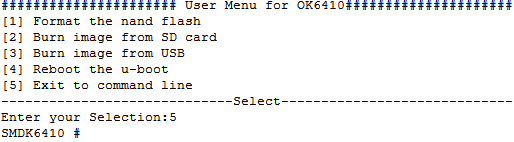 ###################### User Menu for OK6410#####################
[1] Format the nand flash
[2] Burn image from SD card
[3] Burn image from USB
[4] Reboot the u-boot
[5] Exit to command line
-----------------------------Select-----------------------------
Enter your Selection:5
SMDK6410 #